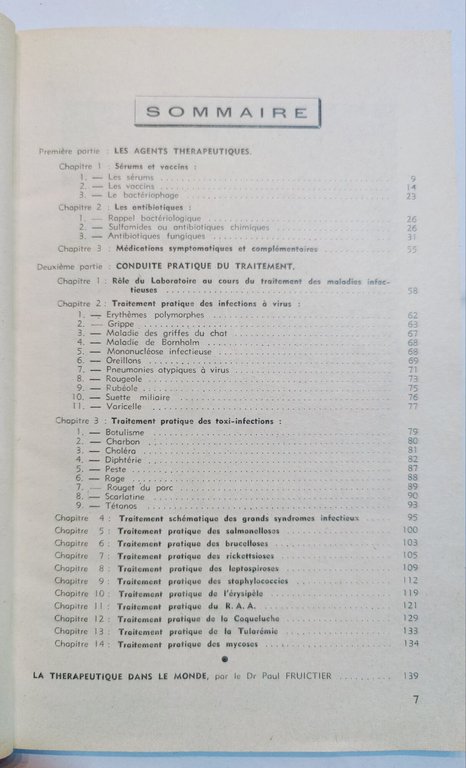 SOMMAIRE
Première partie : LES AGENTS THERAPEUTIQUES.
Chapitre 1 : Sérums et vaccins :
1. — Les sérums .......... 9
2. — Les vaccins .......... 14
3. — Le bactériophage .......... 23
Chapitre 2 : Les antibiotiques :
1. — Rappel bactériologique .......... 26
2. — Sulfamides ou antibiotiques chimiques .......... 26
3. — Antibiotiques fungiques .......... 31
Chapitre 3 : Médications symptomatiques et complémentaires .......... 55
Deuxième partie : CONDUITE PRATIQUE DU TRAITEMENT.
Chapitre 1 : Rôle du Laboratoire au cours du traitement des maladies infec-
tieuses .......... 58
Chapitre 2 : Traitement pratique des infections à virus :
1. — Erythèmes polymorphes .......... 62
2. — Grippe .......... 63
3. — Maladie des griffes du chat .......... 67
4. — Maladie de Bornholm .......... 68
5. — Mononucléose infectieuse .......... 68
6. — Oreillons .......... 69
7. — Pneumonies atypiques à virus .......... 71
8. — Rougeole .......... 73
9. — Rubéole .......... 75
10. — Suette miliaire .......... 76
11. — Varicelle .......... 77
Chapitre 3 : Traitement pratique des toxi-infections :
1. — Botulisme .......... 79
2. — Charbon .......... 80
3. — Choléra .......... 81
4. — Diphtérie .......... 82
5. — Peste .......... 87
6. — Rage .......... 88
7. — Rouget du porc .......... 89
8. — Scarlatine .......... 90
9. — Tétanos .......... 93
Chapitre 4 : Traitement schématique des grands syndromes infectieux .......... 95
Chapitre 5 : Traitement pratique des salmonelloses .......... 100
Chapitre 6 : Traitement pratique des brucelloses .......... 103
Chapitre 7 : Traitement pratique des rickettsioses .......... 105
Chapitre 8 : Traitement pratique des leptospiroses .......... 109
Chapitre 9 : Traitement pratique des staphylococcies .......... 112
Chapitre 10 : Traitement pratique de l'érysipèle .......... 119
Chapitre 11 : Traitement pratique du R. A. A. .......... 121
Chapitre 12 : Traitement pratique de la Coqueluche .......... 129
Chapitre 13 : Traitement pratique de la Tularémie .......... 133
Chapitre 14 : Traitement pratique des mycoses .......... 134
LA THERAPEUTIQUE DANS LE MONDE, par le Dr Paul FRUICTIER .......... 139
7